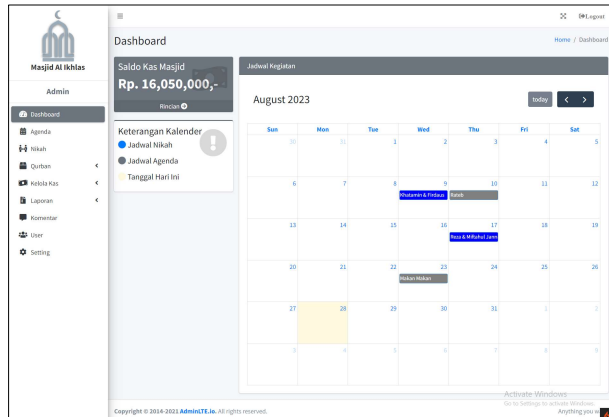 Masjid Al Ikhlas
Admin
Dashboard
Agenda
Nikah
Qurban
Kelola Kas
Laporan
Komentar
User
Setting
Logout
Dashboard
Home / Dashboard
Saldo Kas Masjid
Rp. 16,050,000,-
Rincian
Keterangan Kalender
Jadwal Nikah
Jadwal Agenda
Tanggal Hari Ini
Jadwal Kegiatan
August 2023
today
Sun Mon Tue Wed Thu Fri Sat
30 31 1 2 3 4 5
6 7 8 9 10 11 12
Khatamin & Firdaus
13 14 15 16 17 18 19
Reza & Miftahul Janni
20 21 22 23 24 25 26
Makan Makan
27 28 29 30 31 1 2
3 4 5 6 7 8 9
Activate Windows
Go to Settings to activate Windows.
Copyright © 2014-2021 AdminLTE.io. All rights reserved.
Anything you w